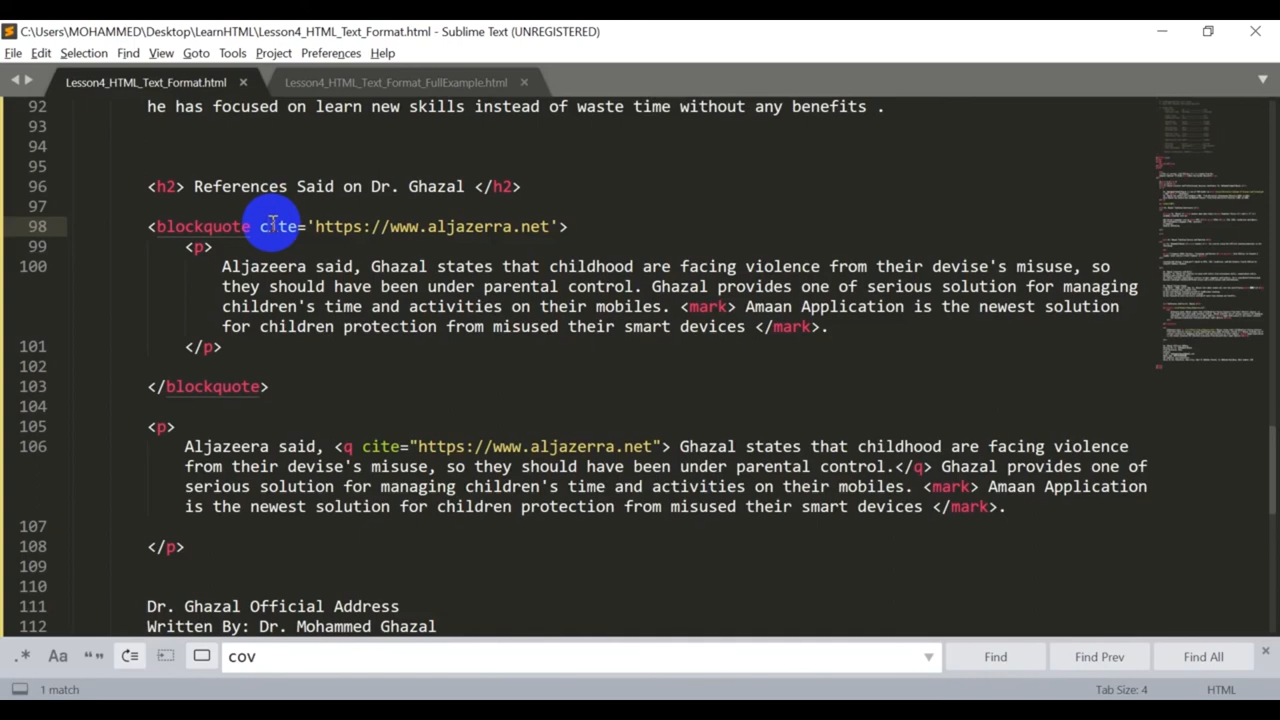 C:\Users\MOHAMMED\Desktop\LearnHTML\Lesson4_HTML_Text_Format.html - Sublime Text (UNREGISTERED)
File Edit Selection Find View Goto Tools Project Preferences Help
Lesson4_HTML_Text_Format.html Lesson4_HTML_Text_Format_FullExample.html
92 he has focused on learn new skills instead of waste time without any benefits .
93
94
95
96 <h2> References Said on Dr. Ghazal </h2>
97
98 <blockquote cite='https://www.aljazerra.net'>
99 <p>
100 Aljazeera said, Ghazal states that childhood are facing violence from their devise's misuse, so
they should have been under parental control. Ghazal provides one of serious solution for managing
children's time and activities on their mobiles. <mark> Amaan Application is the newest solution
for children protection from misused their smart devices </mark>.
101 </p>
102
103 </blockquote>
104
105 <p>
106 Aljazeera said, <q cite="https://www.aljazerra.net"> Ghazal states that childhood are facing violence
from their devise's misuse, so they should have been under parental control.</q> Ghazal provides one of
serious solution for managing children's time and activities on their mobiles. <mark> Amaan Application
is the newest solution for children protection from misused their smart devices </mark>.
107
108 </p>
109
110
111 Dr. Ghazal Official Address
112 Written By: Dr. Mohammed Ghazal
.* Aa “” cov Find Find Prev Find All
1 match Tab Size: 4 HTML